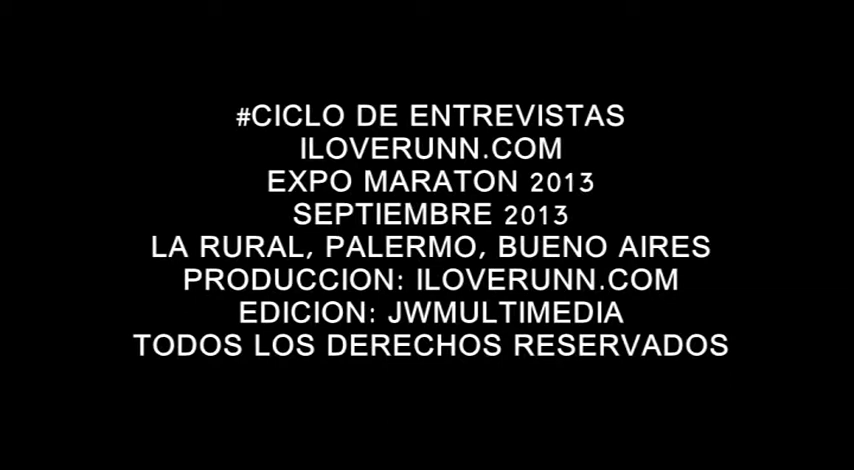 #CICLO DE ENTREVISTAS
ILOVERUNN.COM
EXPO MARATON 2013
SEPTIEMBRE 2013
LA RURAL, PALERMO, BUENO AIRES
PRODUCCION: ILOVERUNN.COM
EDICION: JWMULTIMEDIA
TODOS LOS DERECHOS RESERVADOS